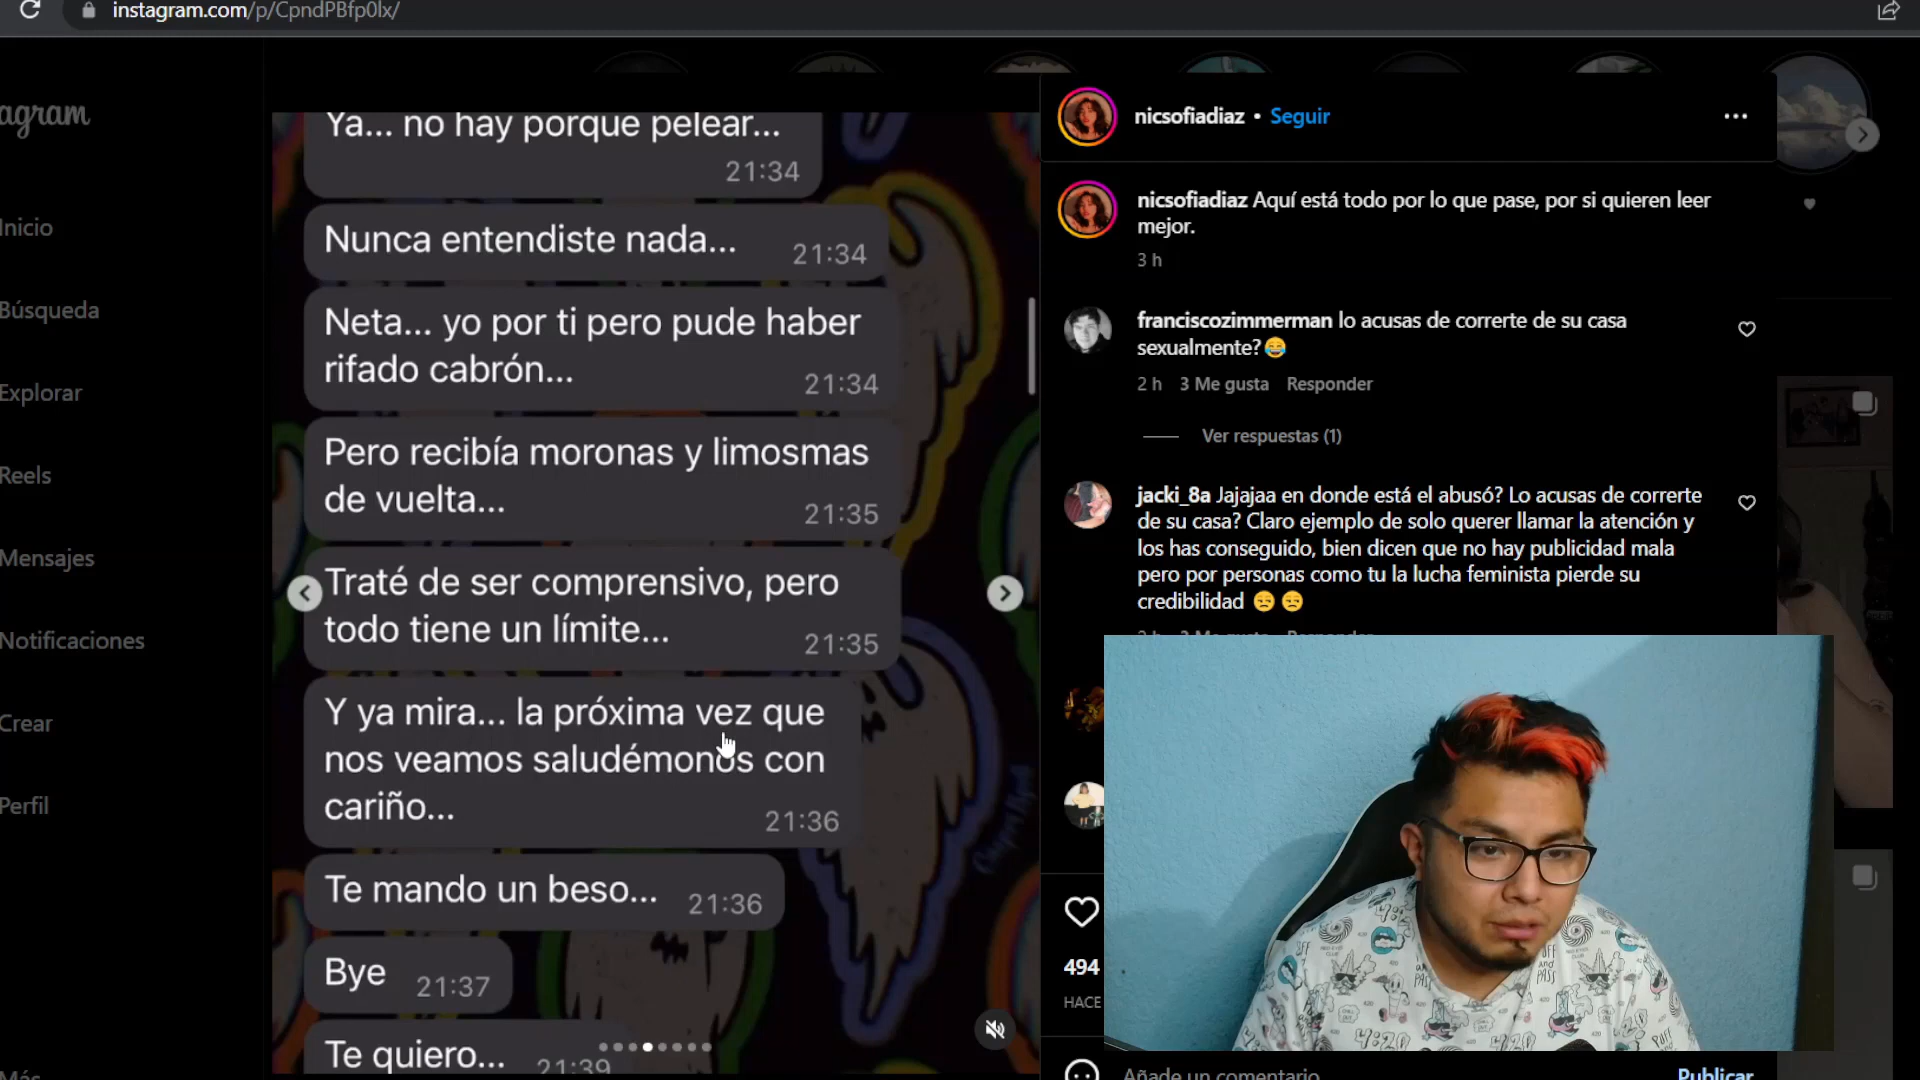 instagram.com/p/CpndPBfp0lx/
agram
Inicio
Búsqueda
Explorar
Reels
Mensajes
Notificaciones
Crear
Perfil
Más
Ya... no hay porque pelear...
21:34
Nunca entendiste nada... 21:34
Neta... yo por ti pero pude haber
rifado cabrón... 21:34
Pero recibía moronas y limosmas
de vuelta... 21:35
Traté de ser comprensivo, pero
todo tiene un límite... 21:35
Y ya mira... la próxima vez que
nos veamos saludémonos con
cariño... 21:36
Te mando un beso... 21:36
Bye 21:37
Te quiero... 21:39
nicsofiadiaz • Seguir
nicsofiadiaz Aquí está todo por lo que pase, por si quieren leer
mejor.
3 h
franciscozimmerman lo acusas de correrte de su casa
sexualmente?😂
2 h 3 Me gusta Responder
Ver respuestas (1)
jacki_8a Jajajaa en donde está el abusó? Lo acusas de correrte
de su casa? Claro ejemplo de solo querer llamar la atención y
los has conseguido, bien dicen que no hay publicidad mala
pero por personas como tu la lucha feminista pierde su
credibilidad 😒 😒
2 h 3 Me gusta Responder
494
HACE
Añade un comentario
Publicar